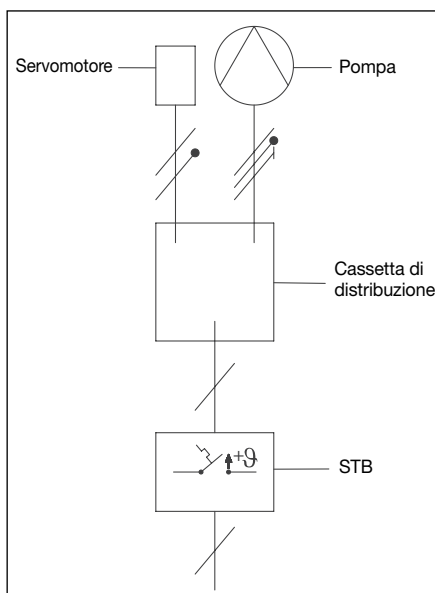 Servomotore
Pompa
Cassetta di
distribuzione
+ϑ
STB